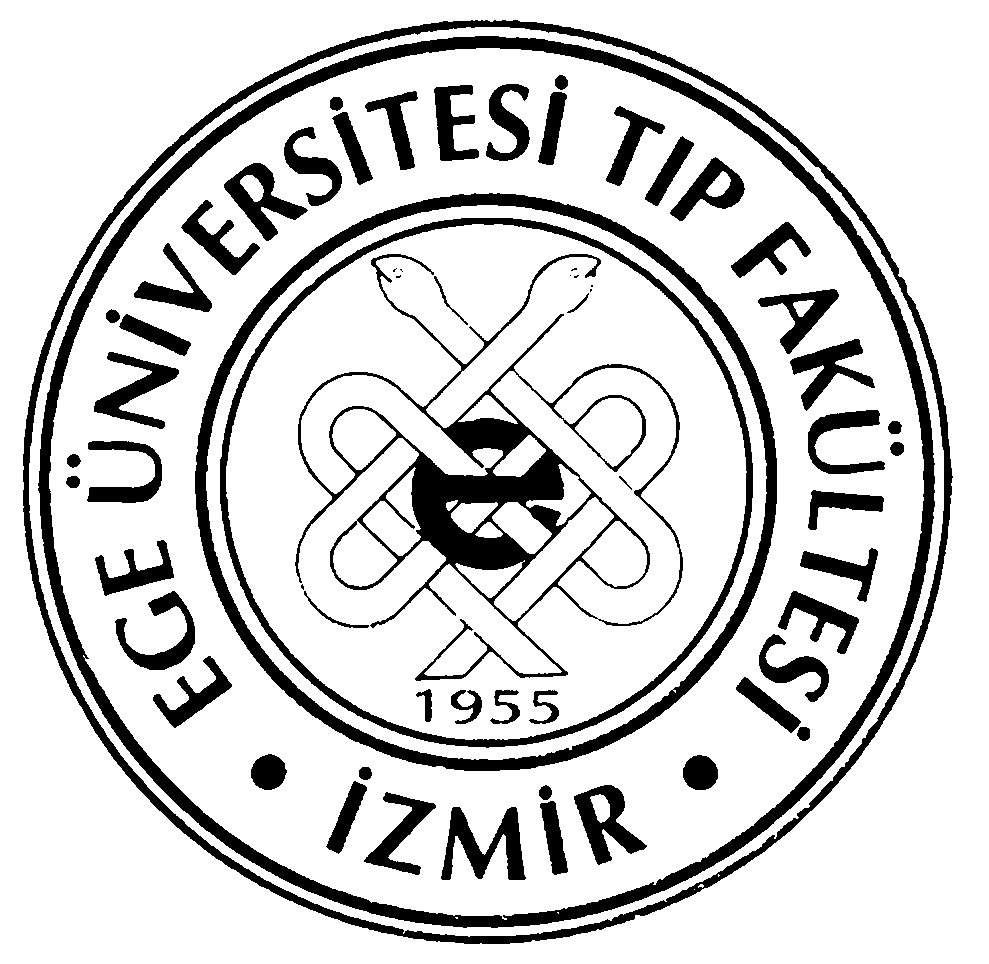 EGE ÜNİVERSİTESİ TIP FAKÜLTESİ
e
1955
• İZMİR •